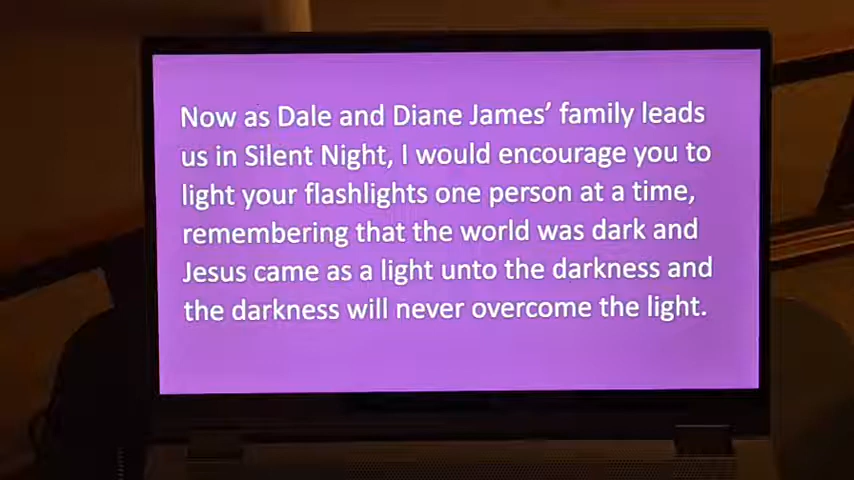 Now as Dale and Diane James' family leads
us in Silent Night, I would encourage you to
light your flashlights one person at a time,
remembering that the world was dark and
Jesus came as a light unto the darkness and
the darkness will never overcome the light.